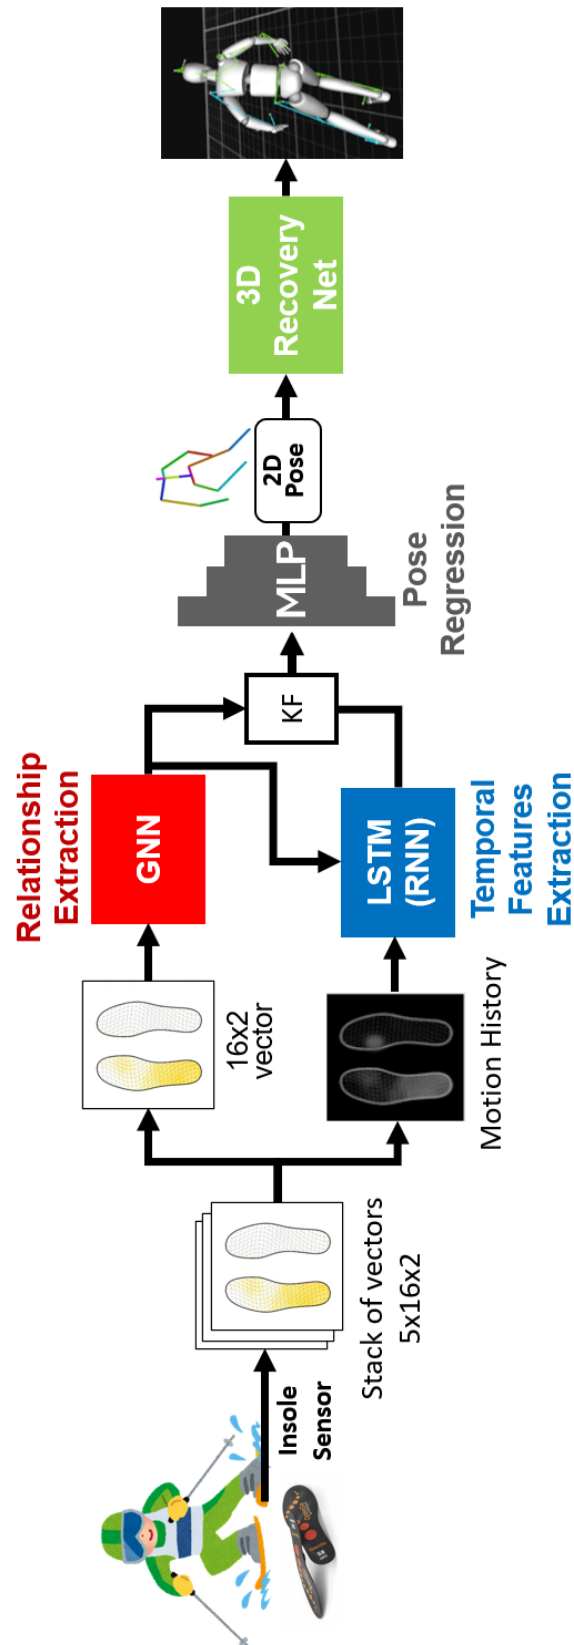 Insole
Sensor
Stack of vectors
5x16x2
16x2
vector
Motion History
Relationship
Extraction
GNN
LSTM
(RNN)
Temporal
Features
Extraction
KF
MLP
Pose
Regression
2D
Pose
3D
Recovery
Net